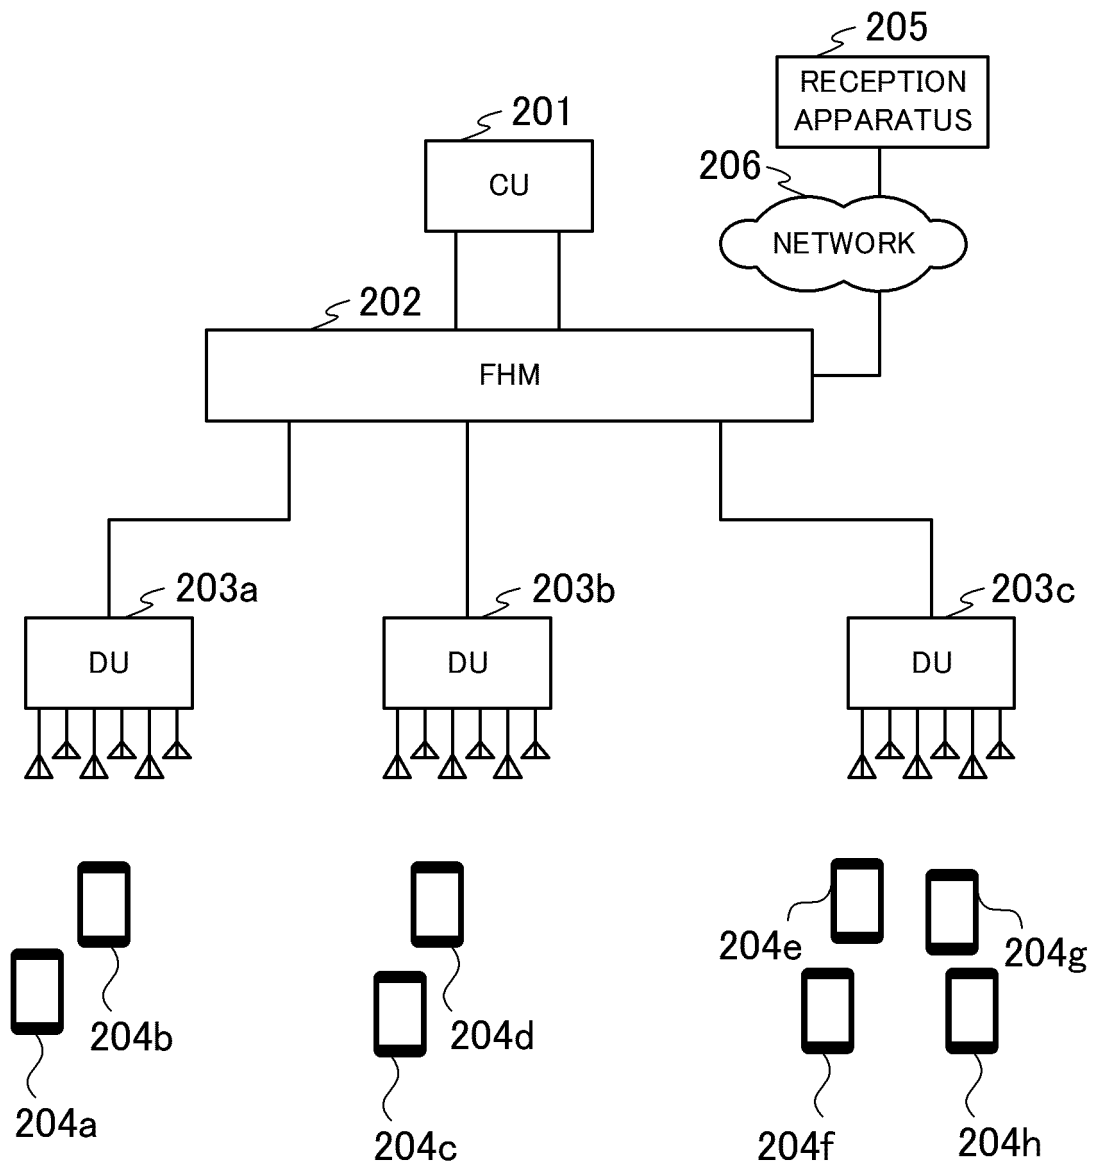 205
RECEPTION
APPARATUS
201
206
CU
NETWORK
202
FHM
203a
203b
203c
DU
DU
DU
204e
204g
204b
204d
204a
204c
204f
204h